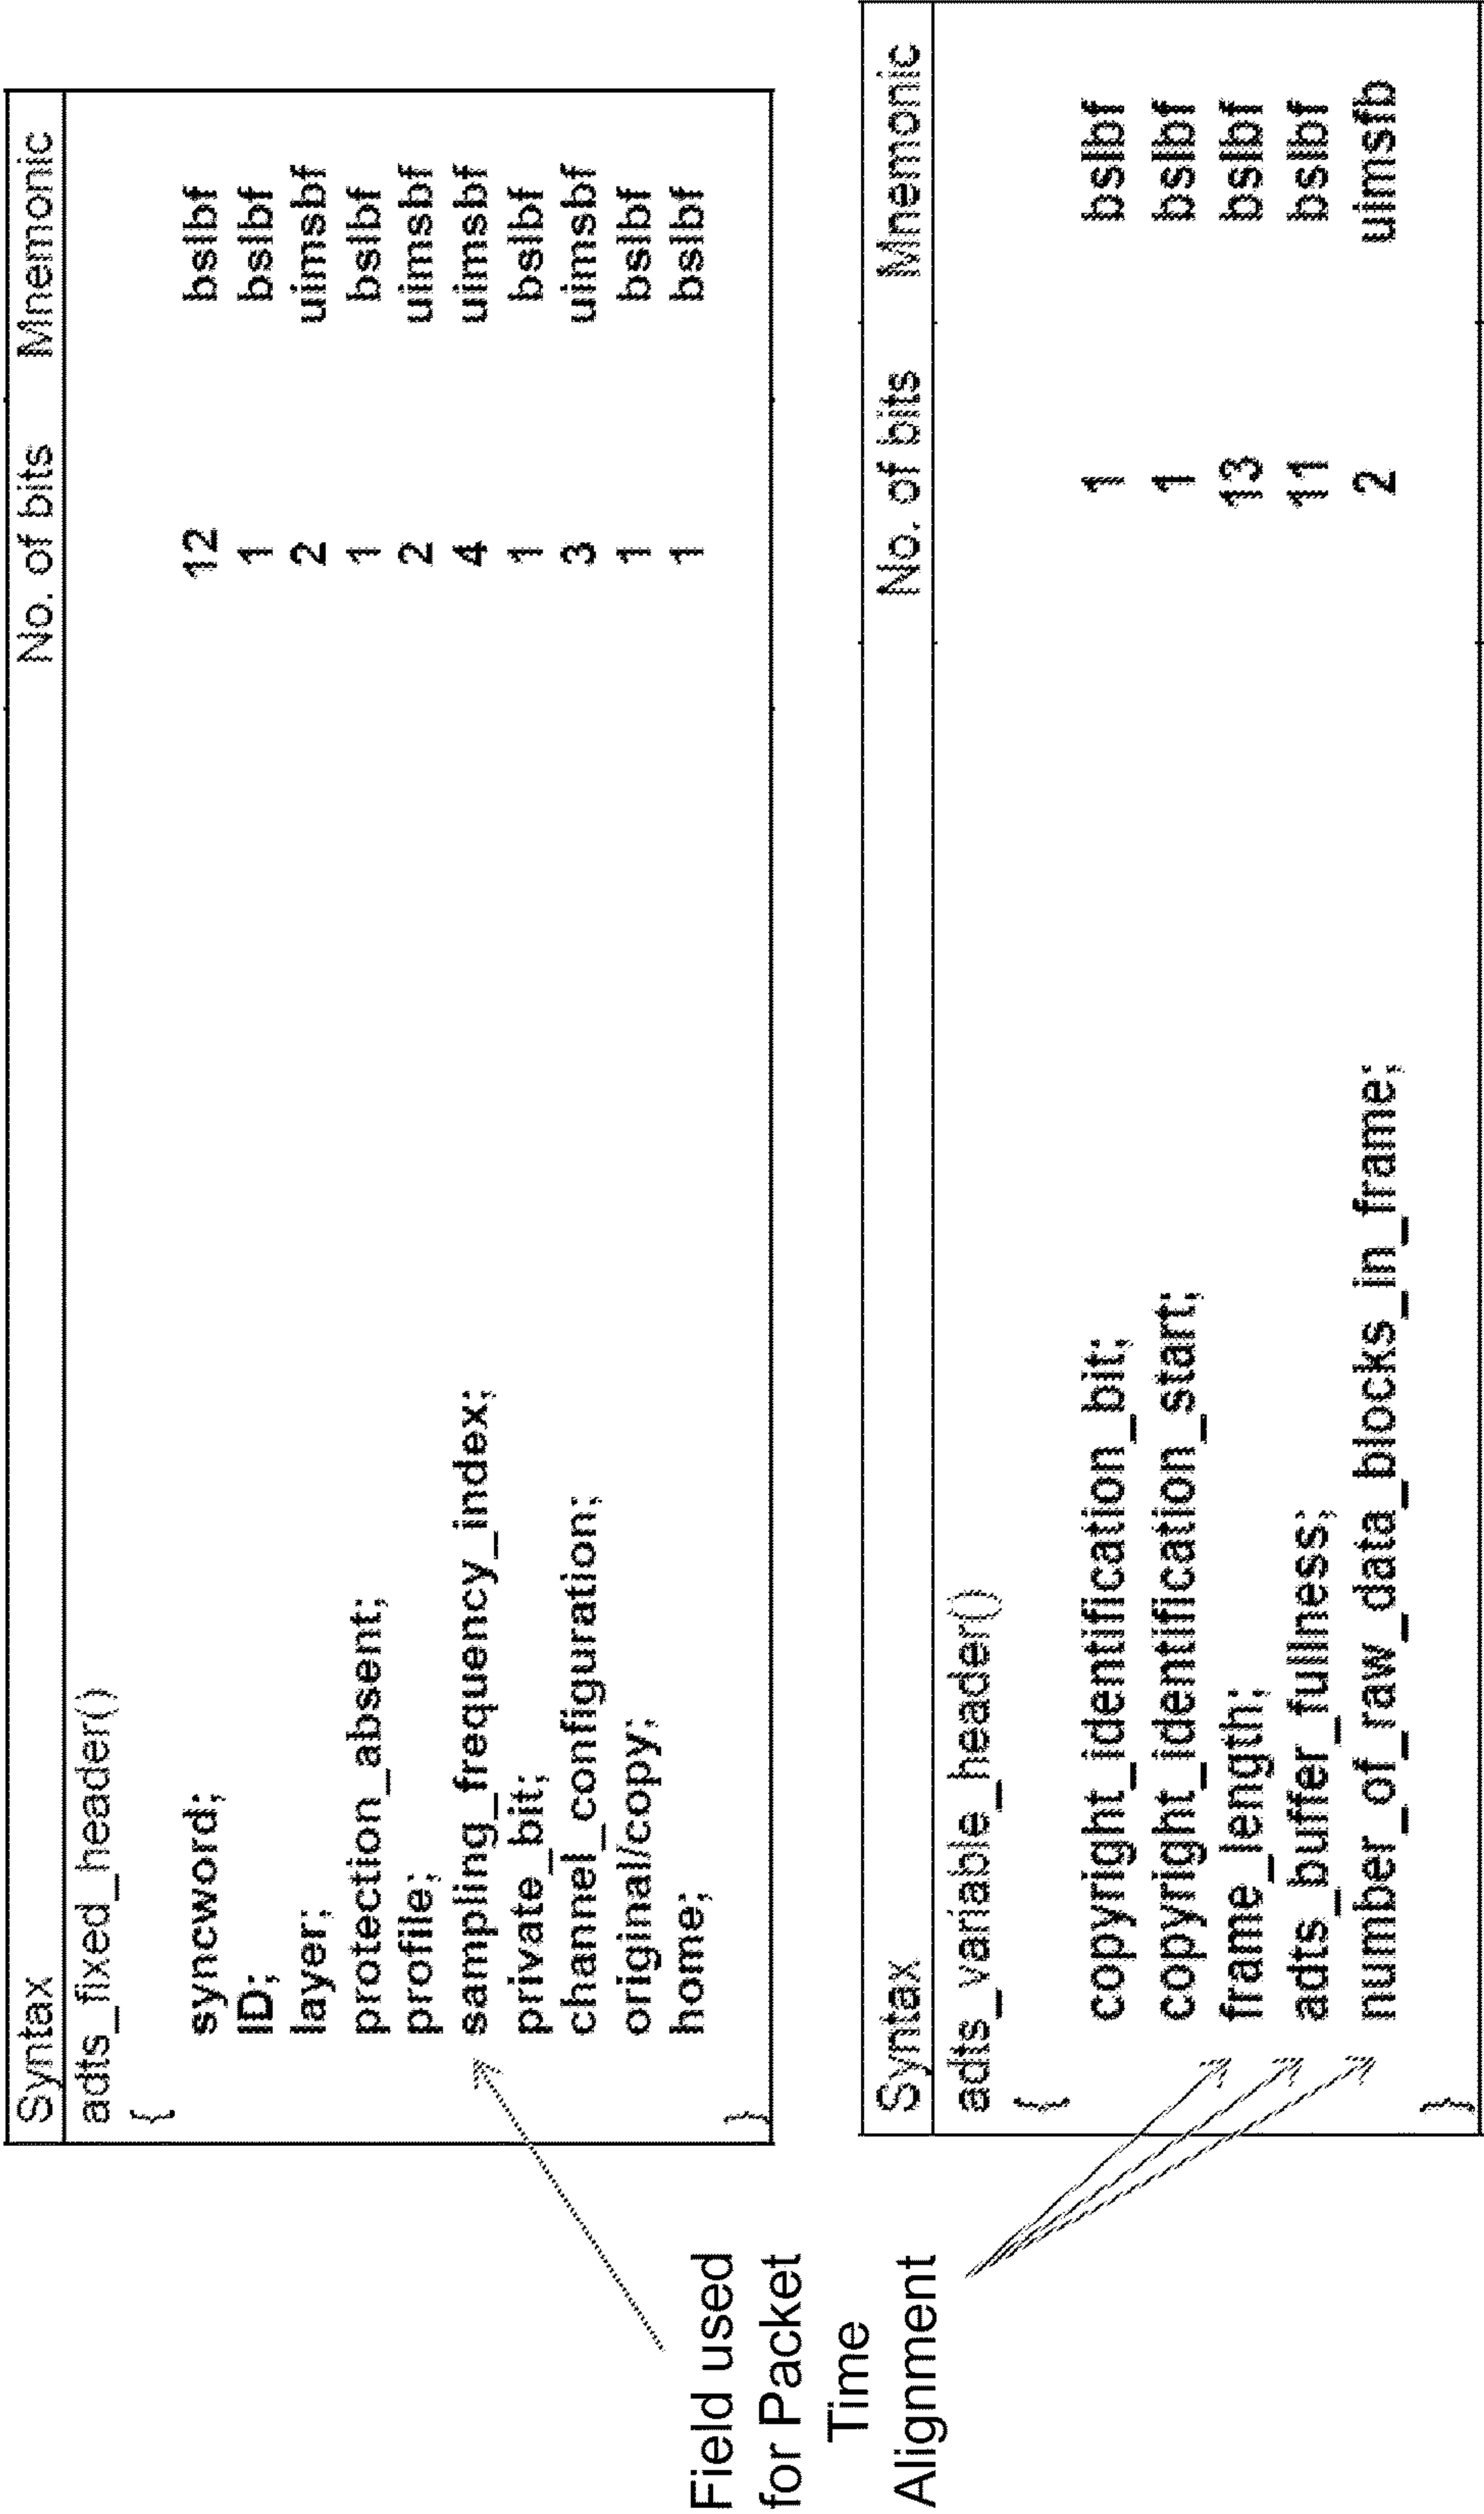 Syntax No. of bits Mnemonic
adts_fixed_header()
{
syncword; 12 bslbf
ID; 1 bslbf
layer; 2 uimsbf
protection_absent; 1 bslbf
profile; 2 uimsbf
sampling_frequency_index; 4 uimsbf
private_bit; 1 bslbf
channel_configuration; 3 uimsbf
original/copy; 1 bslbf
home; 1 bslbf
}
Field used
for Packet
Time
Alignment
Syntax No. of bits Mnemonic
adts_variable_header()
{
copyright_identification_bit; 1 bslbf
copyright_identification_start; 1 bslbf
frame_length; 13 bslbf
adts_buffer_fullness; 11 bslbf
number_of_raw_data_blocks_in_frame; 2 uimsfb
}